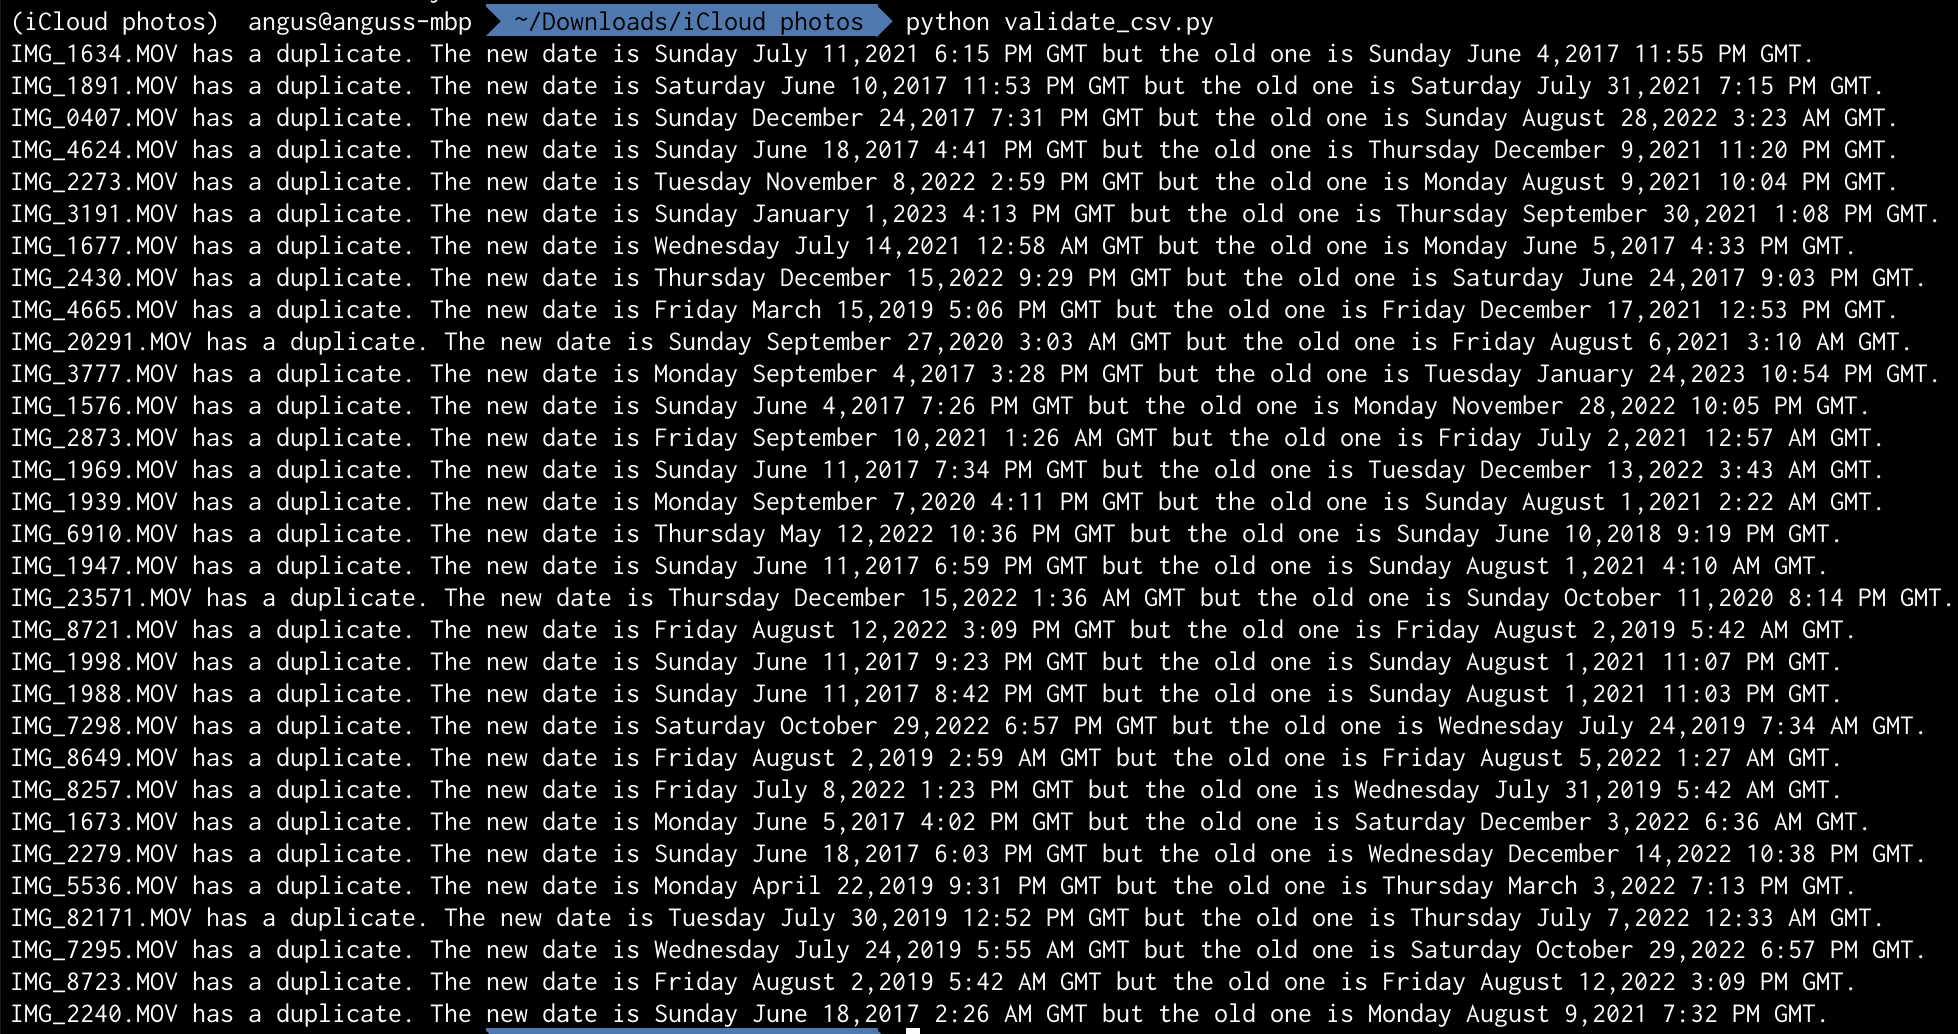 (iCloud photos)  angus@anguss-mbp  ~/Downloads/iCloud photos  python validate_csv.py
IMG_1634.MOV has a duplicate. The new date is Sunday July 11,2021 6:15 PM GMT but the old one is Sunday June 4,2017 11:55 PM GMT.
IMG_1891.MOV has a duplicate. The new date is Saturday June 10,2017 11:53 PM GMT but the old one is Saturday July 31,2021 7:15 PM GMT.
IMG_0407.MOV has a duplicate. The new date is Sunday December 24,2017 7:31 PM GMT but the old one is Sunday August 28,2022 3:23 AM GMT.
IMG_4624.MOV has a duplicate. The new date is Sunday June 18,2017 4:41 PM GMT but the old one is Thursday December 9,2021 11:20 PM GMT.
IMG_2273.MOV has a duplicate. The new date is Tuesday November 8,2022 2:59 PM GMT but the old one is Monday August 9,2021 10:04 PM GMT.
IMG_3191.MOV has a duplicate. The new date is Sunday January 1,2023 4:13 PM GMT but the old one is Thursday September 30,2021 1:08 PM GMT.
IMG_1677.MOV has a duplicate. The new date is Wednesday July 14,2021 12:58 AM GMT but the old one is Monday June 5,2017 4:33 PM GMT.
IMG_2430.MOV has a duplicate. The new date is Thursday December 15,2022 9:29 PM GMT but the old one is Saturday June 24,2017 9:03 PM GMT.
IMG_4665.MOV has a duplicate. The new date is Friday March 15,2019 5:06 PM GMT but the old one is Friday December 17,2021 12:53 PM GMT.
IMG_20291.MOV has a duplicate. The new date is Sunday September 27,2020 3:03 AM GMT but the old one is Friday August 6,2021 3:10 AM GMT.
IMG_3777.MOV has a duplicate. The new date is Monday September 4,2017 3:28 PM GMT but the old one is Tuesday January 24,2023 10:54 PM GMT.
IMG_1576.MOV has a duplicate. The new date is Sunday June 4,2017 7:26 PM GMT but the old one is Monday November 28,2022 10:05 PM GMT.
IMG_2873.MOV has a duplicate. The new date is Friday September 10,2021 1:26 AM GMT but the old one is Friday July 2,2021 12:57 AM GMT.
IMG_1969.MOV has a duplicate. The new date is Sunday June 11,2017 7:34 PM GMT but the old one is Tuesday December 13,2022 3:43 AM GMT.
IMG_1939.MOV has a duplicate. The new date is Monday September 7,2020 4:11 PM GMT but the old one is Sunday August 1,2021 2:22 AM GMT.
IMG_6910.MOV has a duplicate. The new date is Thursday May 12,2022 10:36 PM GMT but the old one is Sunday June 10,2018 9:19 PM GMT.
IMG_1947.MOV has a duplicate. The new date is Sunday June 11,2017 6:59 PM GMT but the old one is Sunday August 1,2021 4:10 AM GMT.
IMG_23571.MOV has a duplicate. The new date is Thursday December 15,2022 1:36 AM GMT but the old one is Sunday October 11,2020 8:14 PM GMT.
IMG_8721.MOV has a duplicate. The new date is Friday August 12,2022 3:09 PM GMT but the old one is Friday August 2,2019 5:42 AM GMT.
IMG_1998.MOV has a duplicate. The new date is Sunday June 11,2017 9:23 PM GMT but the old one is Sunday August 1,2021 11:07 PM GMT.
IMG_1988.MOV has a duplicate. The new date is Sunday June 11,2017 8:42 PM GMT but the old one is Sunday August 1,2021 11:03 PM GMT.
IMG_7298.MOV has a duplicate. The new date is Saturday October 29,2022 6:57 PM GMT but the old one is Wednesday July 24,2019 7:34 AM GMT.
IMG_8649.MOV has a duplicate. The new date is Friday August 2,2019 2:59 AM GMT but the old one is Friday August 5,2022 1:27 AM GMT.
IMG_8257.MOV has a duplicate. The new date is Friday July 8,2022 1:23 PM GMT but the old one is Wednesday July 31,2019 5:42 AM GMT.
IMG_1673.MOV has a duplicate. The new date is Monday June 5,2017 4:02 PM GMT but the old one is Saturday December 3,2022 6:36 AM GMT.
IMG_2279.MOV has a duplicate. The new date is Sunday June 18,2017 6:03 PM GMT but the old one is Wednesday December 14,2022 10:38 PM GMT.
IMG_5536.MOV has a duplicate. The new date is Monday April 22,2019 9:31 PM GMT but the old one is Thursday March 3,2022 7:13 PM GMT.
IMG_82171.MOV has a duplicate. The new date is Tuesday July 30,2019 12:52 PM GMT but the old one is Thursday July 7,2022 12:33 AM GMT.
IMG_7295.MOV has a duplicate. The new date is Wednesday July 24,2019 5:55 AM GMT but the old one is Saturday October 29,2022 6:57 PM GMT.
IMG_8723.MOV has a duplicate. The new date is Friday August 2,2019 5:42 AM GMT but the old one is Friday August 12,2022 3:09 PM GMT.
IMG_2240.MOV has a duplicate. The new date is Sunday June 18,2017 2:26 AM GMT but the old one is Monday August 9,2021 7:32 PM GMT.